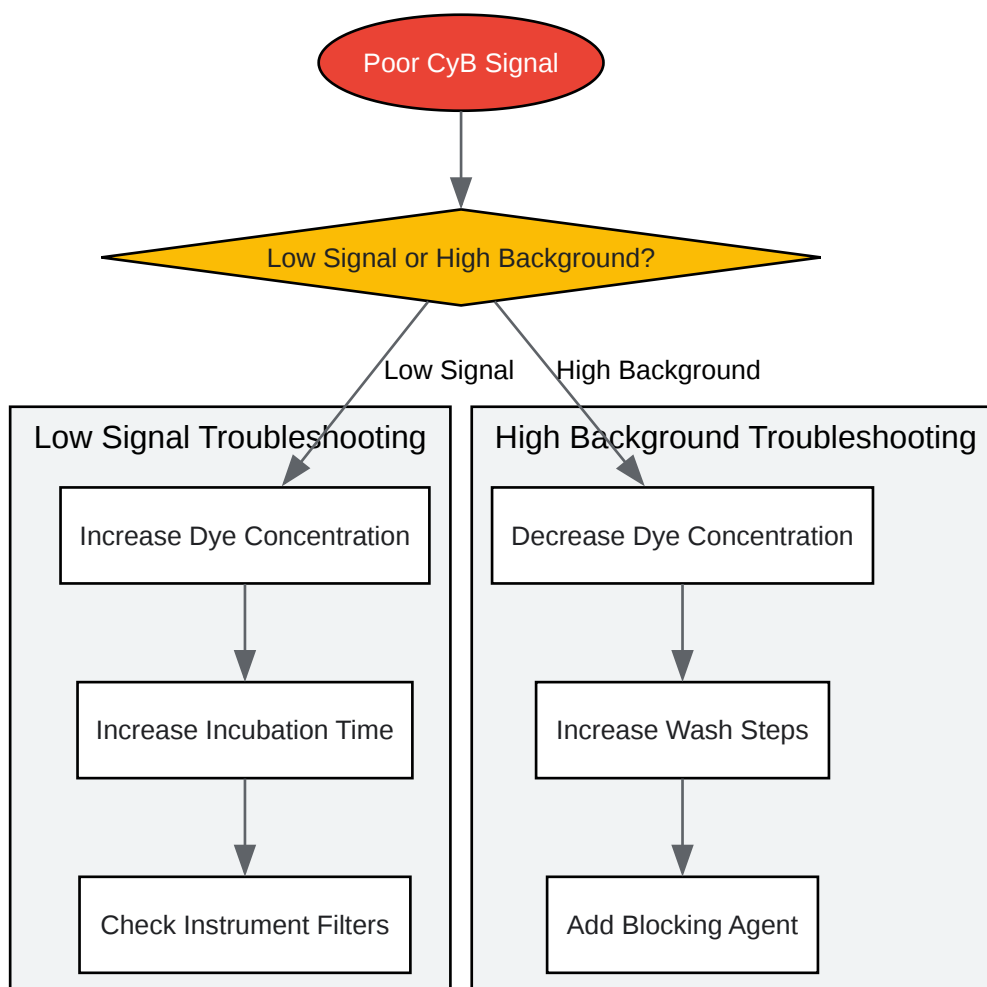 Poor CyB Signal
Low Signal or High Background?
Low Signal
High Background
Low Signal Troubleshooting
High Background Troubleshooting
Increase Dye Concentration
Decrease Dye Concentration
Increase Incubation Time
Increase Wash Steps
Check Instrument Filters
Add Blocking Agent